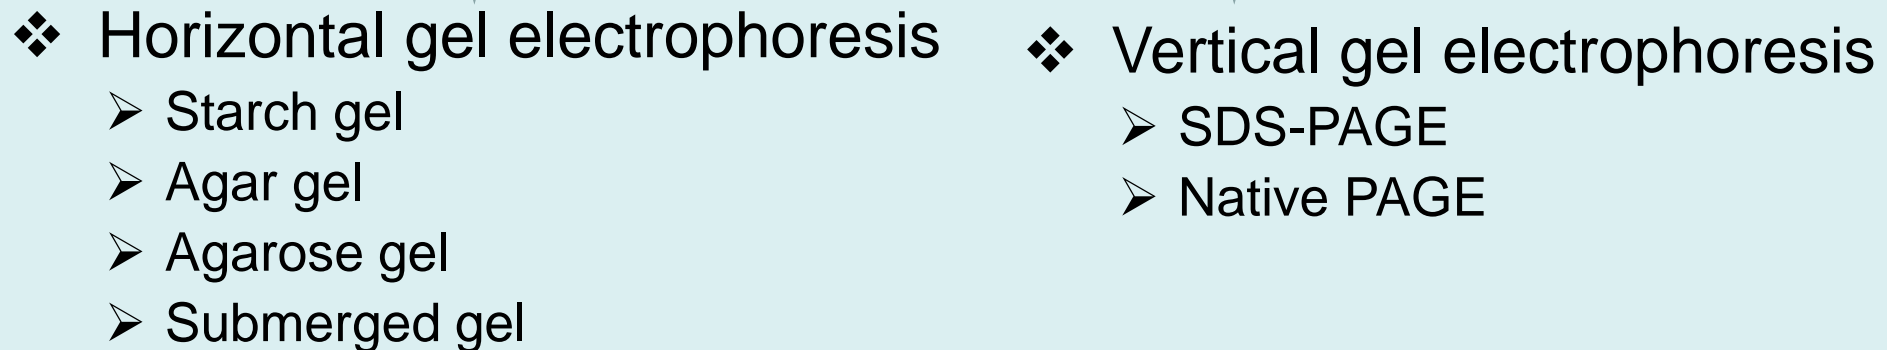 ❖ Horizontal gel electrophoresis
➢ Starch gel
➢ Agar gel
➢ Agarose gel
➢ Submerged gel
❖ Vertical gel electrophoresis
➢ SDS-PAGE
➢ Native PAGE